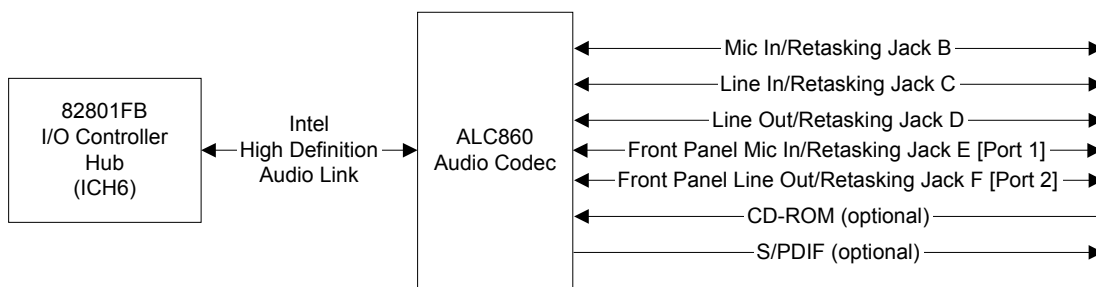 82801FB
I/O Controller
Hub
(ICH6)
Intel
High Definition
Audio Link
ALC860
Audio Codec
Mic In/Retasking Jack B
Line In/Retasking Jack C
Line Out/Retasking Jack D
Front Panel Mic In/Retasking Jack E [Port 1]
Front Panel Line Out/Retasking Jack F [Port 2]
CD-ROM (optional)
S/PDIF (optional)